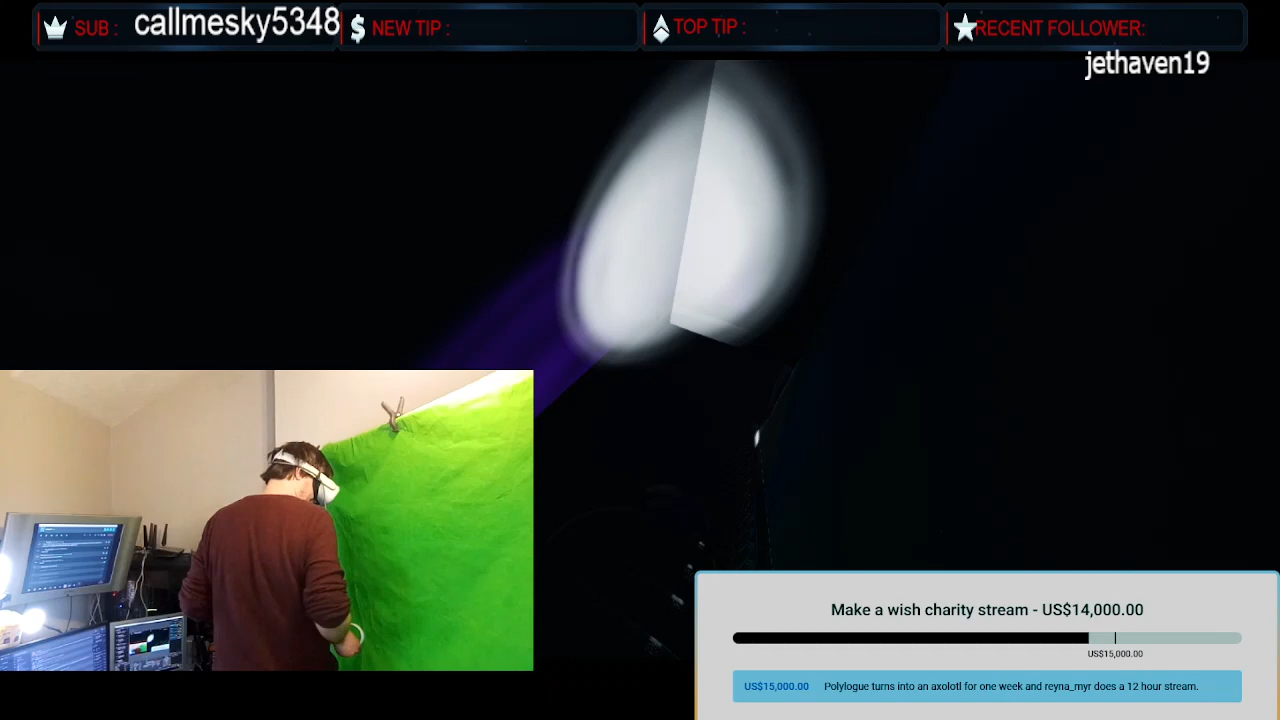 SUB : callmesky5348
NEW TIP :
TOP TIP :
RECENT FOLLOWER:
jethaven19
Make a wish charity stream - US$14,000.00
US$15,000.00
US$15,000.00 Polylogue turns into an axolotl for one week and reyna_myr does a 12 hour stream.